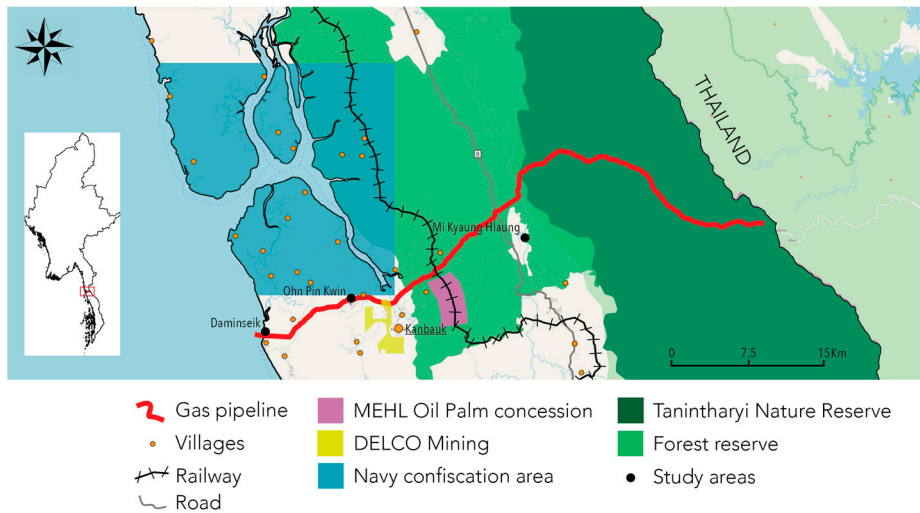 THAILAND
8
Mi Kyaung Hlaung
Ohn Pin Kwin
Daminseik
Kanbauk
0 7.5 15Km
Gas pipeline
Villages
Railway
Road
MEHL Oil Palm concession
DELCO Mining
Navy confiscation area
Tanintharyi Nature Reserve
Forest reserve
Study areas